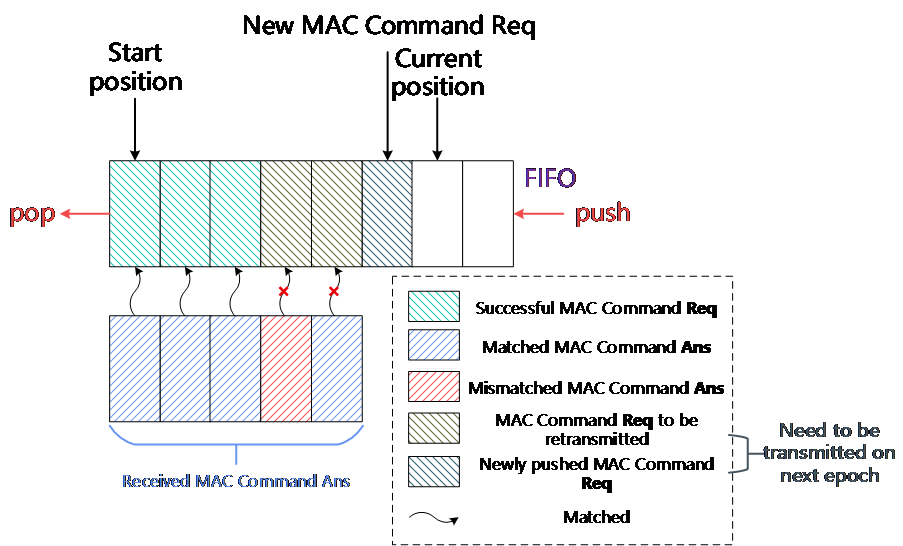 New MAC Command Req
Start
position
Current
position
FIFO
pop
push
Successful MAC Command Req
Matched MAC Command Ans
Mismatched MAC Command Ans
MAC Command Req to be
retransmitted
Newly pushed MAC Command
Req
Matched
Need to be
transmitted on
next epoch
Received MAC Command Ans